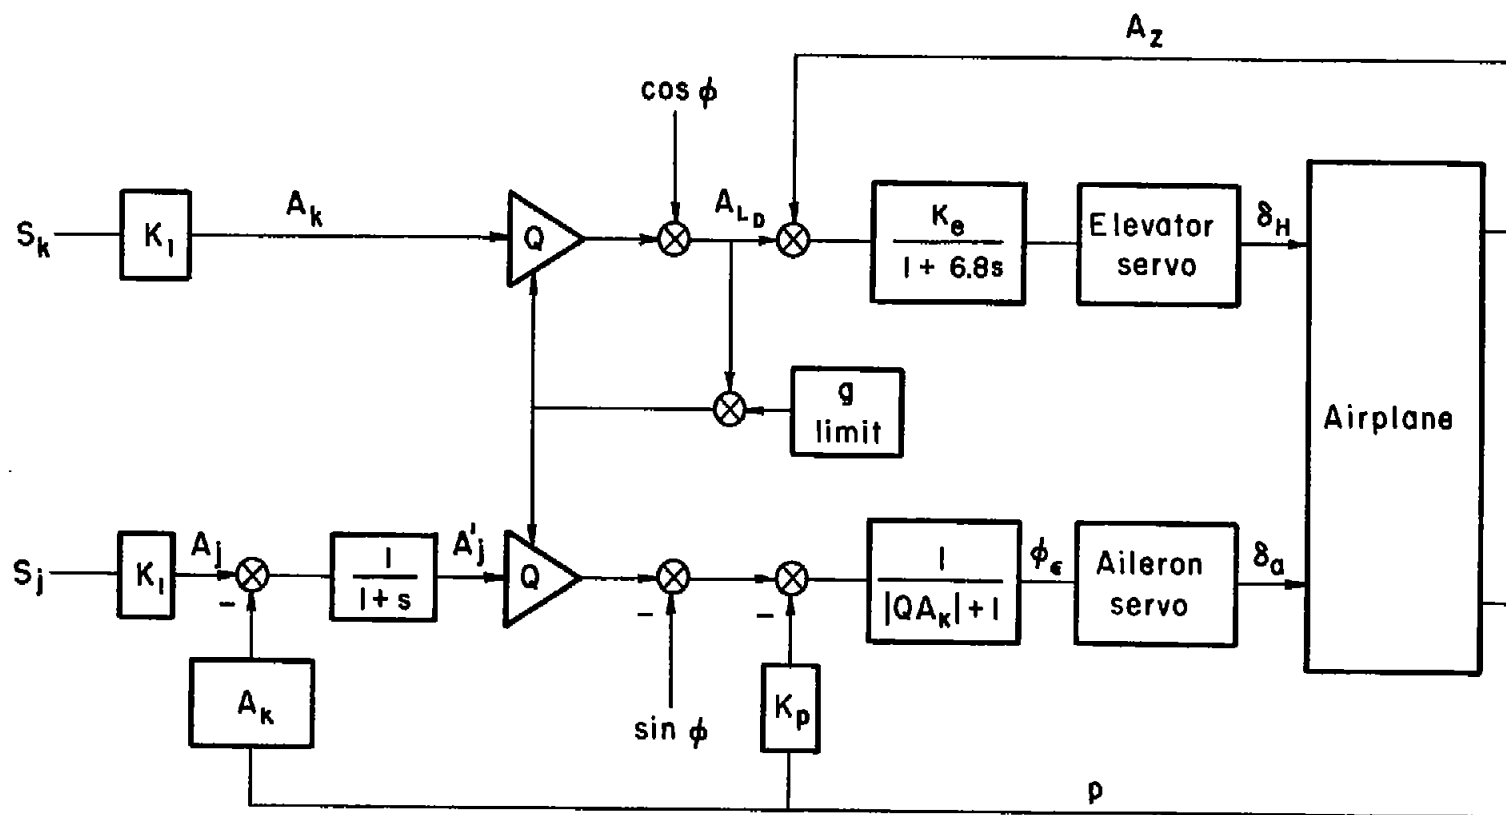 A_z
cos φ
S_k
K_1
A_k
Q
A_{L_D}
K_e
1 + 6.8s
Elevator
servo
δ_H
g
limit
Airplane
S_j
K_1
A_j
-
1
1 + s
A'_j
Q
-
-
1
|QA_k| + 1
φ_ϵ
Aileron
servo
δ_a
A_k
sin φ
K_p
p